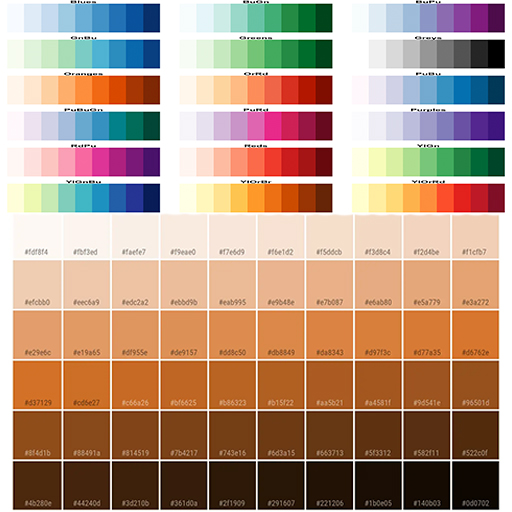 Blues BuGn BuPu
GnBu Greens Greys
Oranges OrRd PuBu
PuBuGn PuRd Purples
RdPu Reds YlGn
YlGnBu YlOrBr YlOrRd
#fdf8f4 #fbf3ed #faefe7 #f9eae0 #f7e6d9 #f6e1d2 #f5ddcb #f3d8c4 #f2d4be #f1cfb7
#efcbb0 #eec6a9 #edc2a2 #ebbd9b #eab995 #e9b48e #e7b087 #e6ab80 #e5a779 #e3a272
#e29e6c #e19a65 #df955e #de9157 #dd8c50 #db8849 #da8343 #d97f3c #d77a35 #d6762e
#d37129 #cd6e27 #c66a26 #bf6625 #b86323 #b15f22 #aa5b21 #a4581f #9d541e #96501d
#8f4d1b #88491a #814519 #7b4217 #743e16 #6d3a15 #663713 #5f3312 #582f11 #522c0f
#4b280e #44240d #3d210b #361d0a #2f1909 #291607 #221206 #1b0e05 #140b03 #0d0702